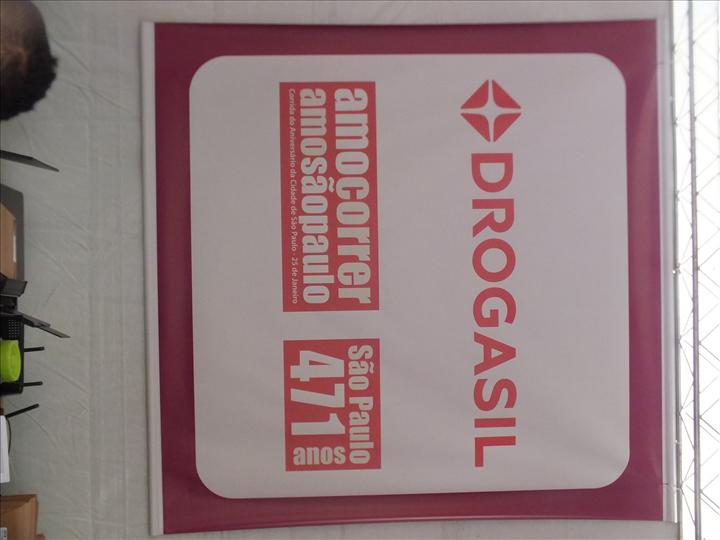 DROGASIL
amocorrer
amosãopaulo
Corrida do Aniversário da Cidade de São Paulo - 25 de Janeiro
São Paulo
471
anos